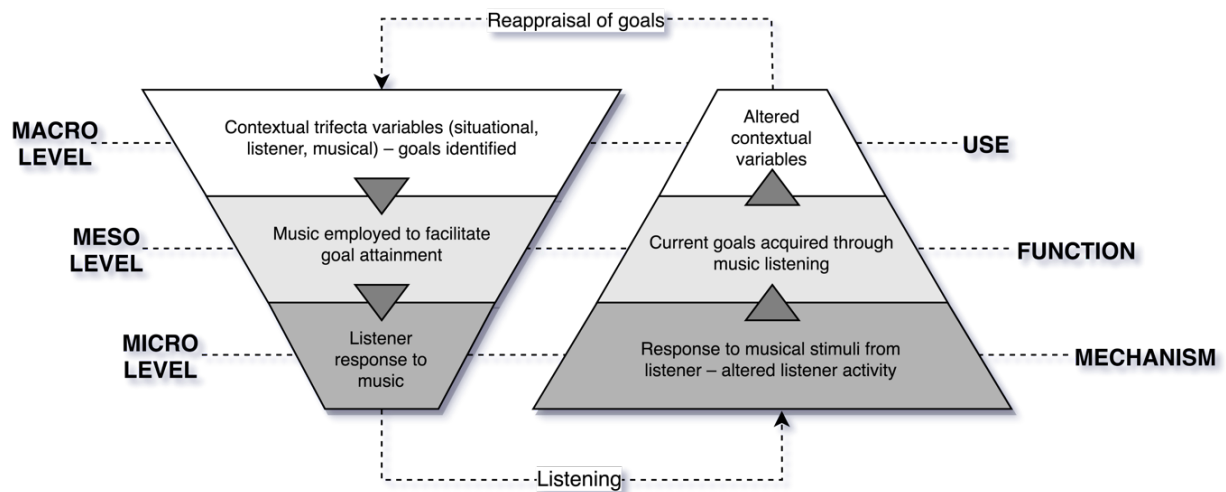 Reappraisal of goals
MACRO
LEVEL
Contextual trifecta variables (situational,
listener, musical) – goals identified
Altered
contextual
variables
USE
MESO
LEVEL
Music employed to facilitate
goal attainment
Current goals acquired through
music listening
FUNCTION
MICRO
LEVEL
Listener
response to
music
Response to musical stimuli from
listener – altered listener activity
MECHANISM
Listening